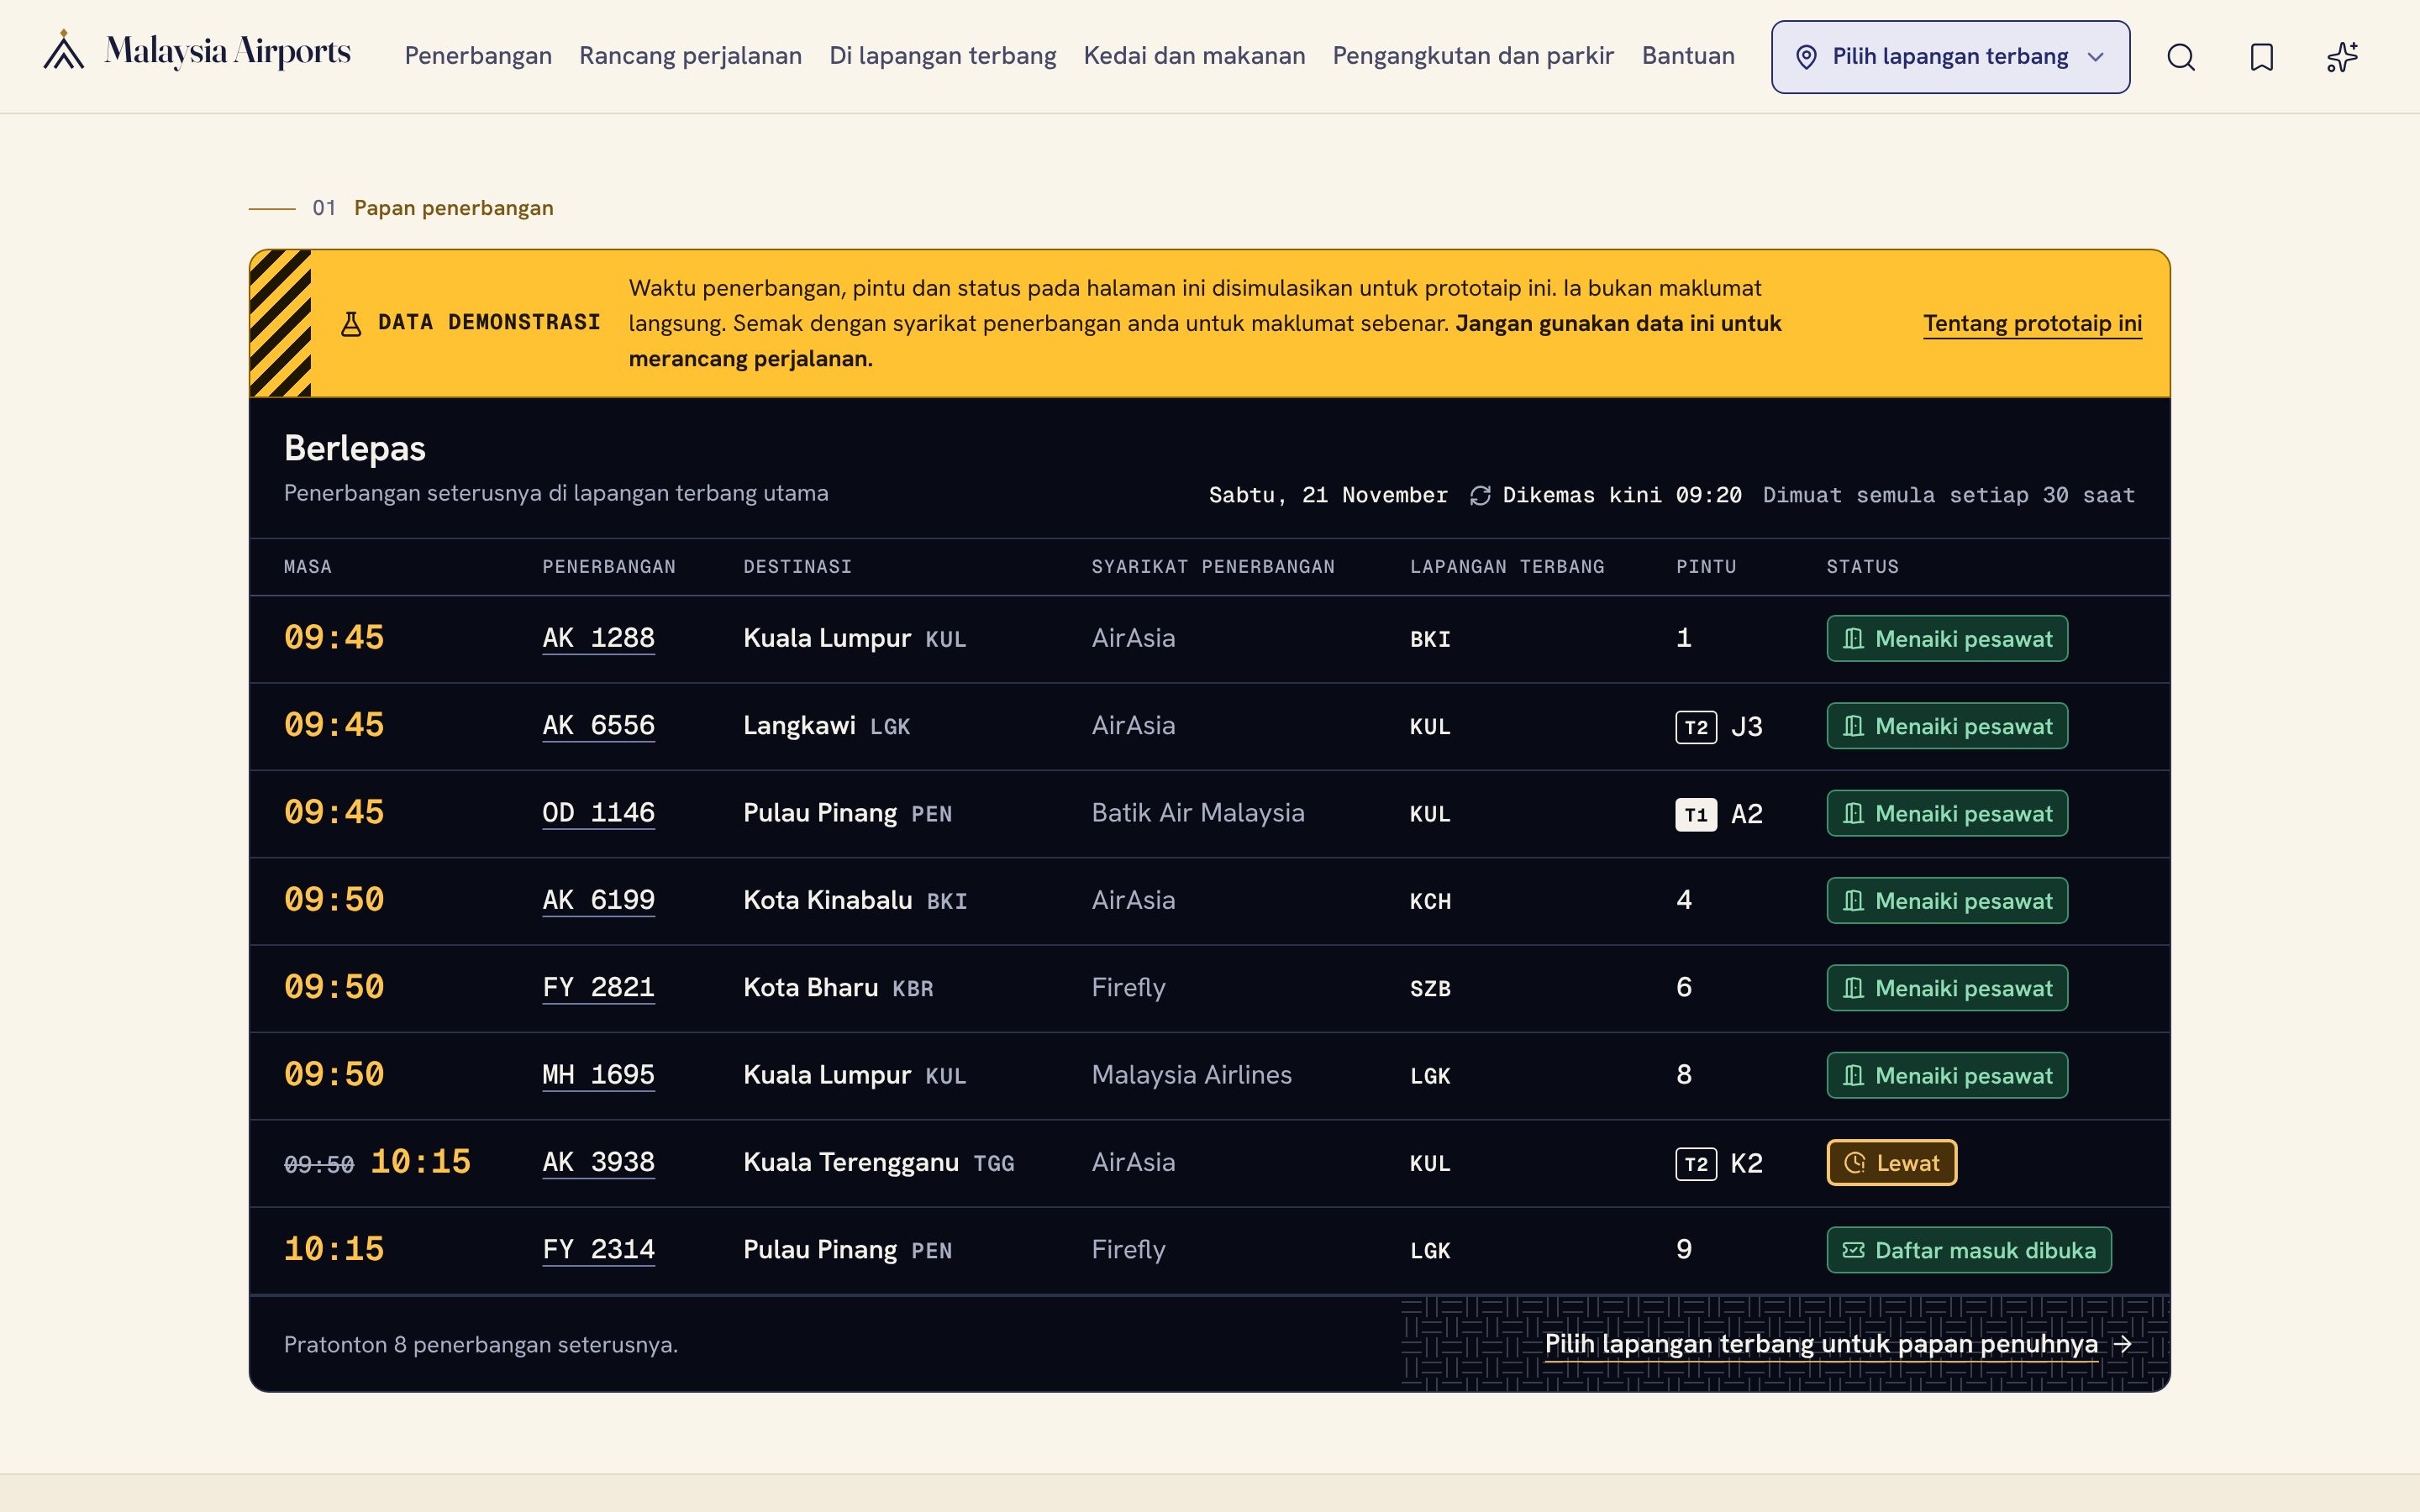 Malaysia Airports
Penerbangan Rancang perjalanan Di lapangan terbang Kedai dan makanan Pengangkutan dan parkir Bantuan
Pilih lapangan terbang
01 Papan penerbangan
DATA DEMONSTRASI
Waktu penerbangan, pintu dan status pada halaman ini disimulasikan untuk prototaip ini. Ia bukan maklumat
langsung. Semak dengan syarikat penerbangan anda untuk maklumat sebenar. Jangan gunakan data ini untuk
merancang perjalanan.
Tentang prototaip ini
Berlepas
Penerbangan seterusnya di lapangan terbang utama
Sabtu, 21 November Dikemas kini 09:20 Dimuat semula setiap 30 saat
MASA PENERBANGAN DESTINASI SYARIKAT PENERBANGAN LAPANGAN TERBANG PINTU STATUS
09:45 AK 1288 Kuala Lumpur KUL AirAsia BKI 1 Menaiki pesawat
09:45 AK 6556 Langkawi LGK AirAsia KUL T2 J3 Menaiki pesawat
09:45 OD 1146 Pulau Pinang PEN Batik Air Malaysia KUL T1 A2 Menaiki pesawat
09:50 AK 6199 Kota Kinabalu BKI AirAsia KCH 4 Menaiki pesawat
09:50 FY 2821 Kota Bharu KBR Firefly SZB 6 Menaiki pesawat
09:50 MH 1695 Kuala Lumpur KUL Malaysia Airlines LGK 8 Menaiki pesawat
09:50 10:15 AK 3938 Kuala Terengganu TGG AirAsia KUL T2 K2 Lewat
10:15 FY 2314 Pulau Pinang PEN Firefly LGK 9 Daftar masuk dibuka
Pratonton 8 penerbangan seterusnya.
Pilih lapangan terbang untuk papan penuhnya →